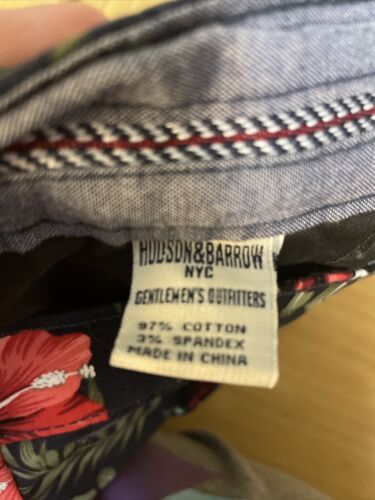 HUDSON&BARROW
NYC
GENTLEMEN'S OUTFITTERS
97% COTTON
3% SPANDEX
MADE IN CHINA